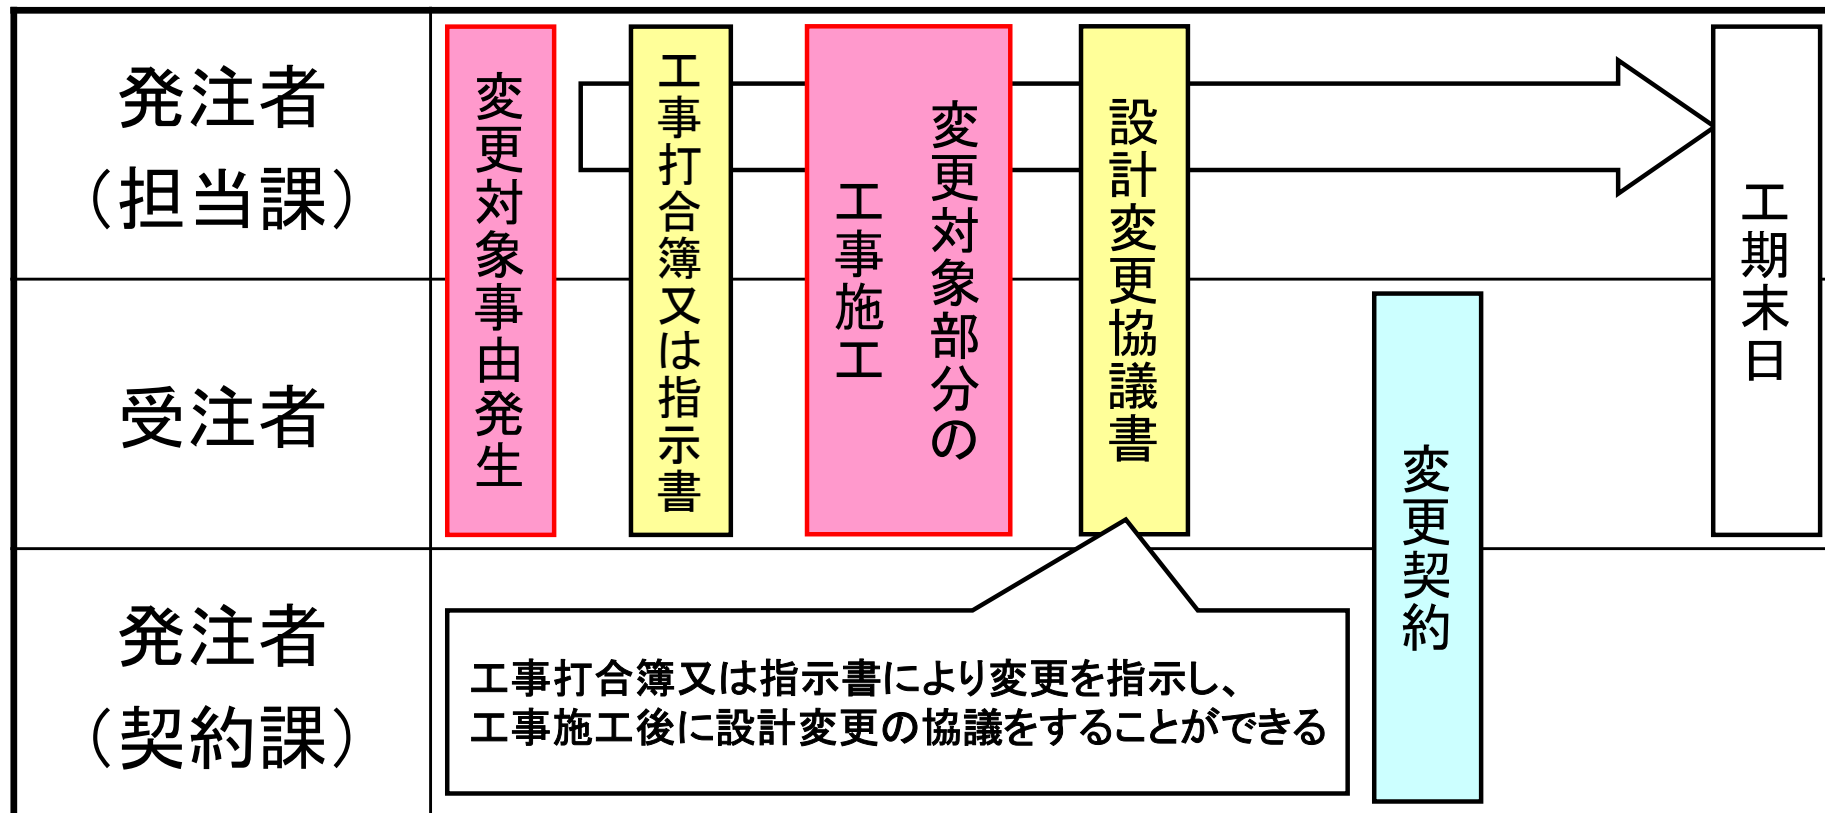 発注者
（担当課）
受注者
発注者
（契約課）
変更対象事由発生
工事打合簿又は指示書
変更対象部分の
工事施工
設計変更協議書
変更契約
工期末日
工事打合簿又は指示書により変更を指示し、
工事施工後に設計変更の協議をすることができる